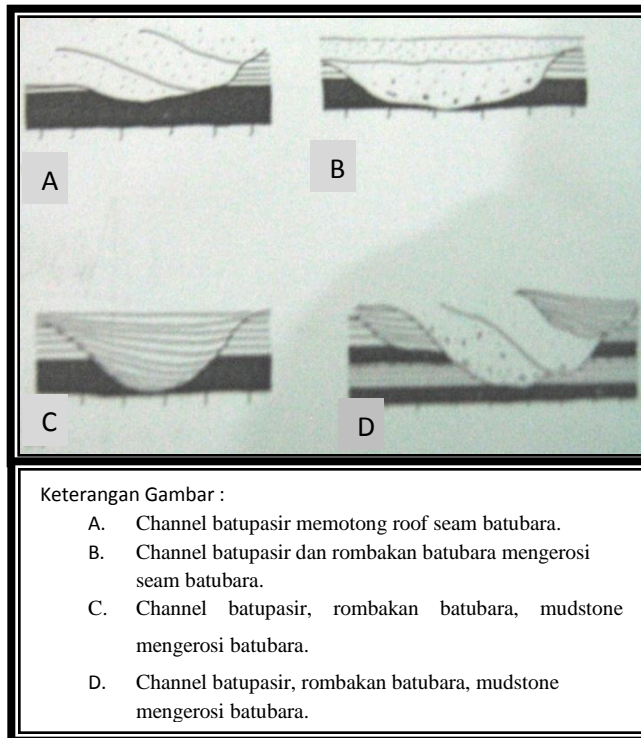 A
B
C
D
Keterangan Gambar :
A. Channel batupasir memotong roof seam batubara.
B. Channel batupasir dan rombakan batubara mengerosi
seam batubara.
C. Channel batupasir, rombakan batubara, mudstone
mengerosi batubara.
D. Channel batupasir, rombakan batubara, mudstone
mengerosi batubara.